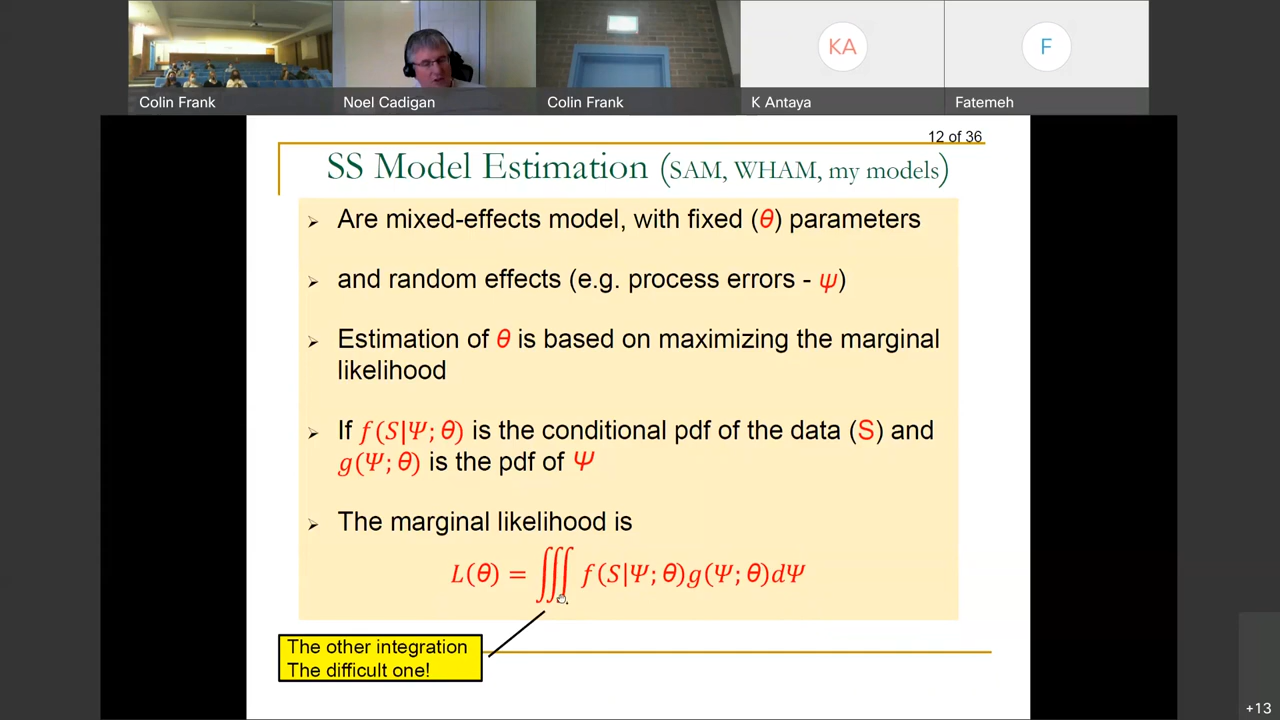 KA
F
Colin Frank
Noel Cadigan
Colin Frank
K Antaya
Fatemeh
12 of 36
SS Model Estimation (SAM, WHAM, my models)
➢ Are mixed-effects model, with fixed (θ) parameters
➢ and random effects (e.g. process errors - ψ)
➢ Estimation of θ is based on maximizing the marginal
likelihood
➢ If f(S|Ψ; θ) is the conditional pdf of the data (S) and
g(Ψ; θ) is the pdf of Ψ
➢ The marginal likelihood is
L(θ) = ∭ f(S|Ψ; θ)g(Ψ; θ)dΨ
The other integration
The difficult one!
+13